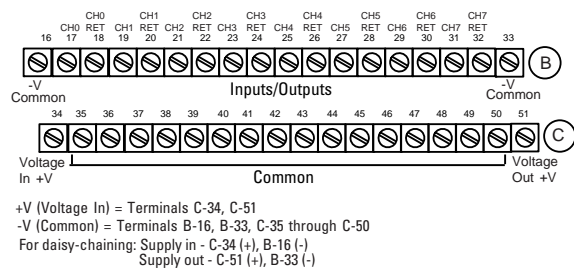 CH0 CH1 CH2 CH3 CH4 CH5 CH6 CH7
CH0 RET CH1 RET CH2 RET CH3 RET CH4 RET CH5 RET CH6 RET CH7 RET
16 17 18 19 20 21 22 23 24 25 26 27 28 29 30 31 32 33
B
-V Common
Inputs/Outputs
-V Common
34 35 36 37 38 39 40 41 42 43 44 45 46 47 48 49 50 51
C
Voltage In +V
Common
Voltage Out +V
+V (Voltage In) = Terminals C-34, C-51
-V (Common) = Terminals B-16, B-33, C-35 through C-50
For daisy-chaining: Supply in - C-34 (+), B-16 (-)
Supply out - C-51 (+), B-33 (-)